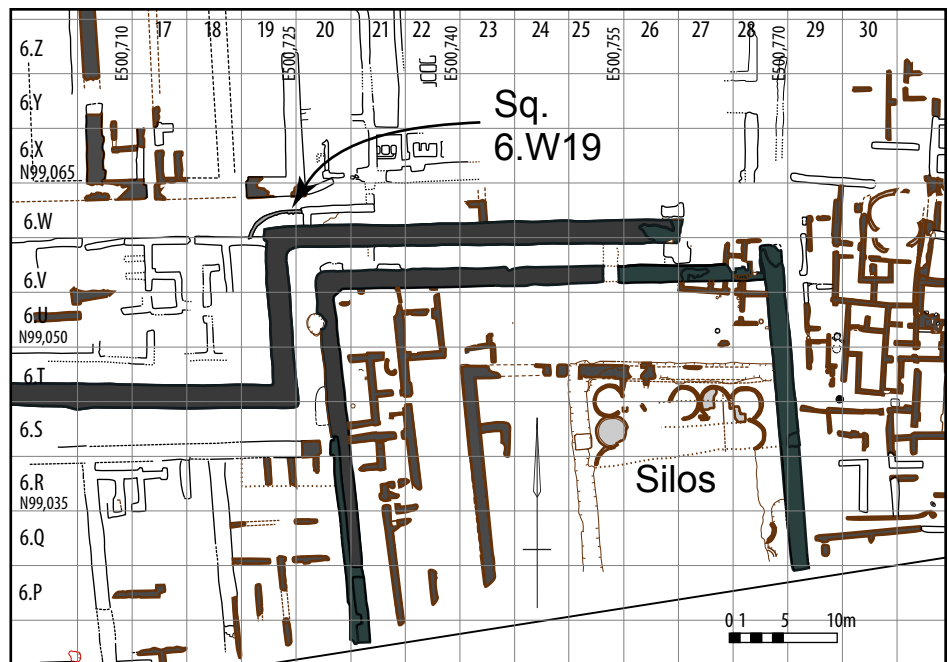 17 18 19 20 21 22 23 24 25 26 27 28 29 30
E500,710
E500,725
E500,740
E500,755
E500,770
6.Z
6.Y
Sq.
6.W19
6.X
N99,065
6.W
6.V
6.U
N99,050
6.T
6.S
Silos
6.R
N99,035
6.Q
6.P
0 1 5 10m